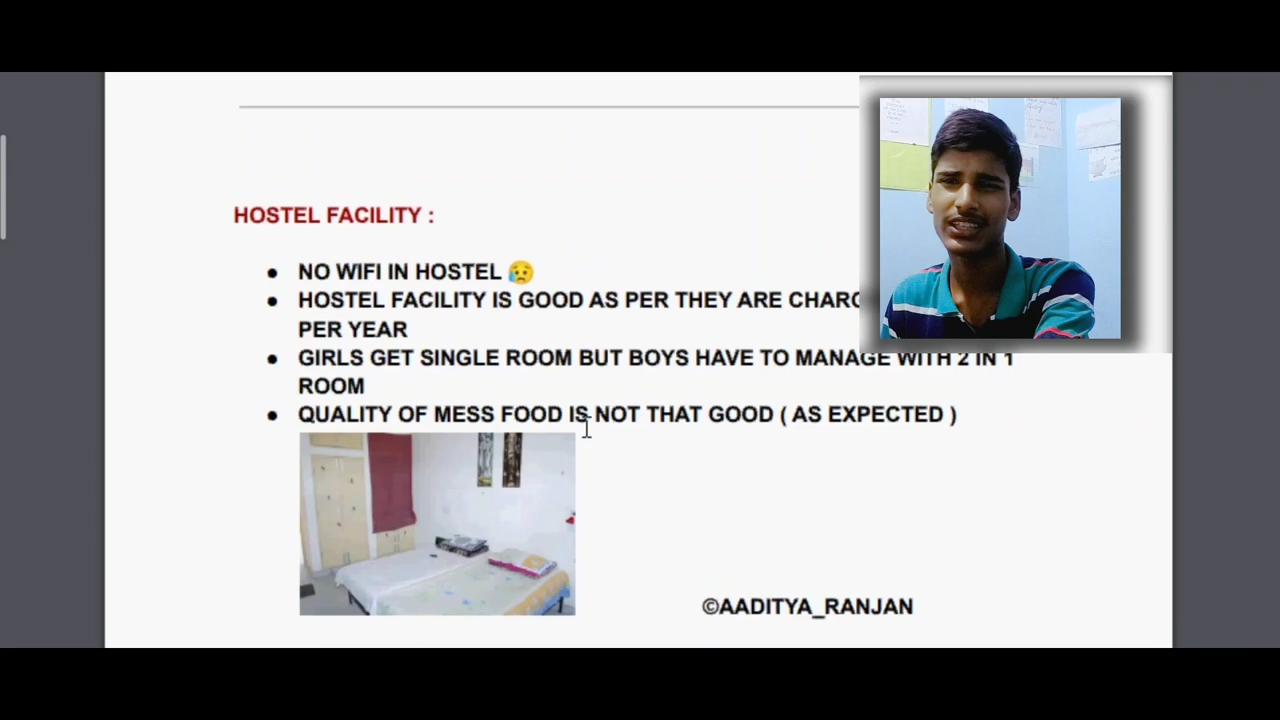 HOSTEL FACILITY :
● NO WIFI IN HOSTEL 😥
● HOSTEL FACILITY IS GOOD AS PER THEY ARE
PER YEAR
● GIRLS GET SINGLE ROOM BUT BOYS HAVE TO MANAGE WITH 2 IN 1
ROOM
● QUALITY OF MESS FOOD IS NOT THAT GOOD ( AS EXPECTED )
©AADITYA_RANJAN